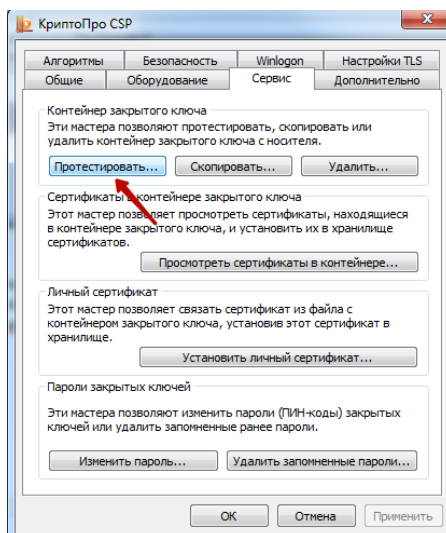 КриптоПро CSP
Алгоритмы Безопасность Winlogon Настройки TLS
Общие Оборудование Сервис Дополнительно
Контейнер закрытого ключа
Эти мастера позволяют протестировать, скопировать или
удалить контейнер закрытого ключа с носителя.
Протестировать... Скопировать... Удалить...
Сертификаты в контейнере закрытого ключа
Этот мастер позволяет просмотреть сертификаты, находящиеся
в контейнере закрытого ключа, и установить их в хранилище
сертификатов.
Просмотреть сертификаты в контейнере...
Личный сертификат
Этот мастер позволяет связать сертификат из файла с
контейнером закрытого ключа, установив этот сертификат в
хранилище.
Установить личный сертификат...
Пароли закрытых ключей
Эти мастера позволяют изменить пароли (ПИН-коды) закрытых
ключей или удалить запомненные ранее пароли.
Изменить пароль... Удалить запомненные пароли...
ОК Отмена Применить